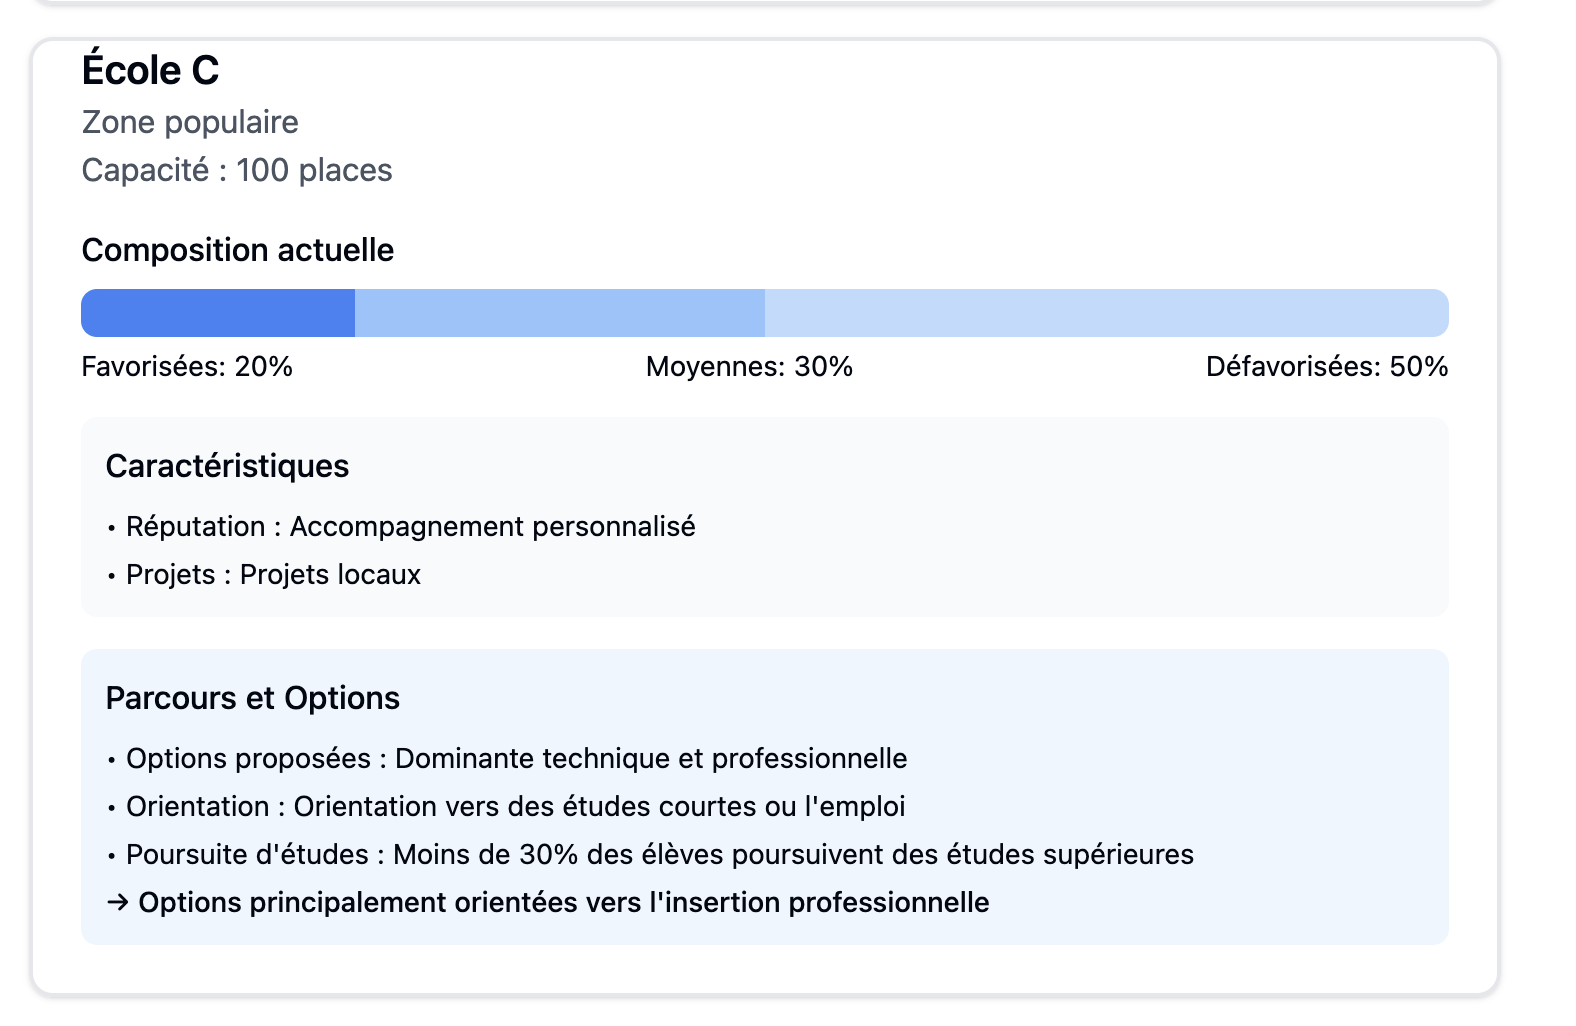 École C
Zone populaire
Capacité : 100 places
Composition actuelle
Favorisées: 20% Moyennes: 30% Défavorisées: 50%
Caractéristiques
• Réputation : Accompagnement personnalisé
• Projets : Projets locaux
Parcours et Options
• Options proposées : Dominante technique et professionnelle
• Orientation : Orientation vers des études courtes ou l'emploi
• Poursuite d'études : Moins de 30% des élèves poursuivent des études supérieures
→ Options principalement orientées vers l'insertion professionnelle